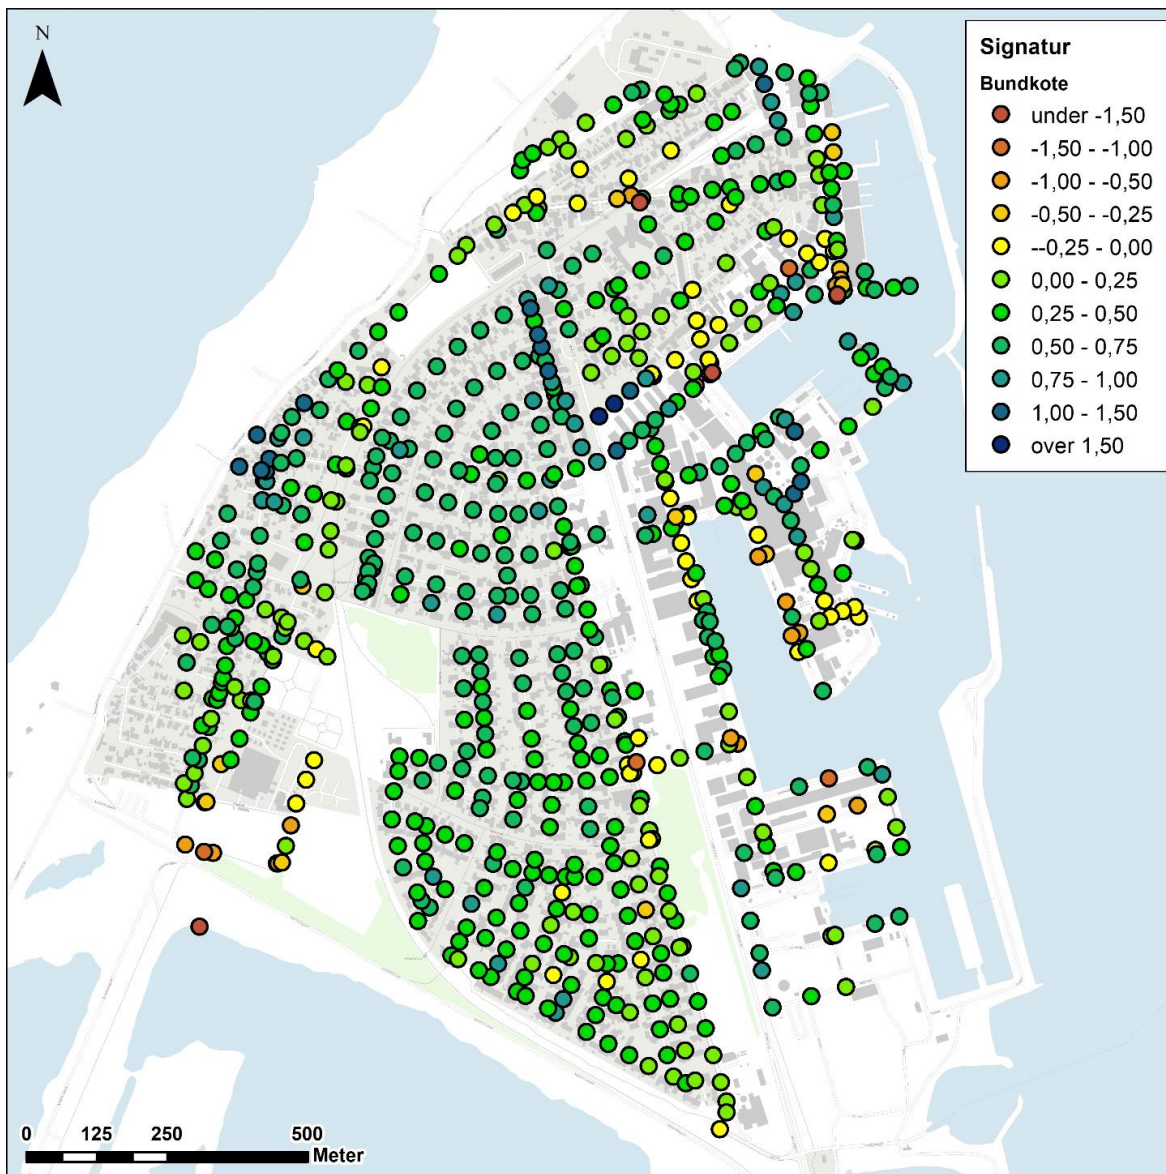 N
Signatur
Bundkote
under -1,50
-1,50 - -1,00
-1,00 - -0,50
-0,50 - -0,25
--0,25 - 0,00
0,00 - 0,25
0,25 - 0,50
0,50 - 0,75
0,75 - 1,00
1,00 - 1,50
over 1,50
0 125 250 500
Meter